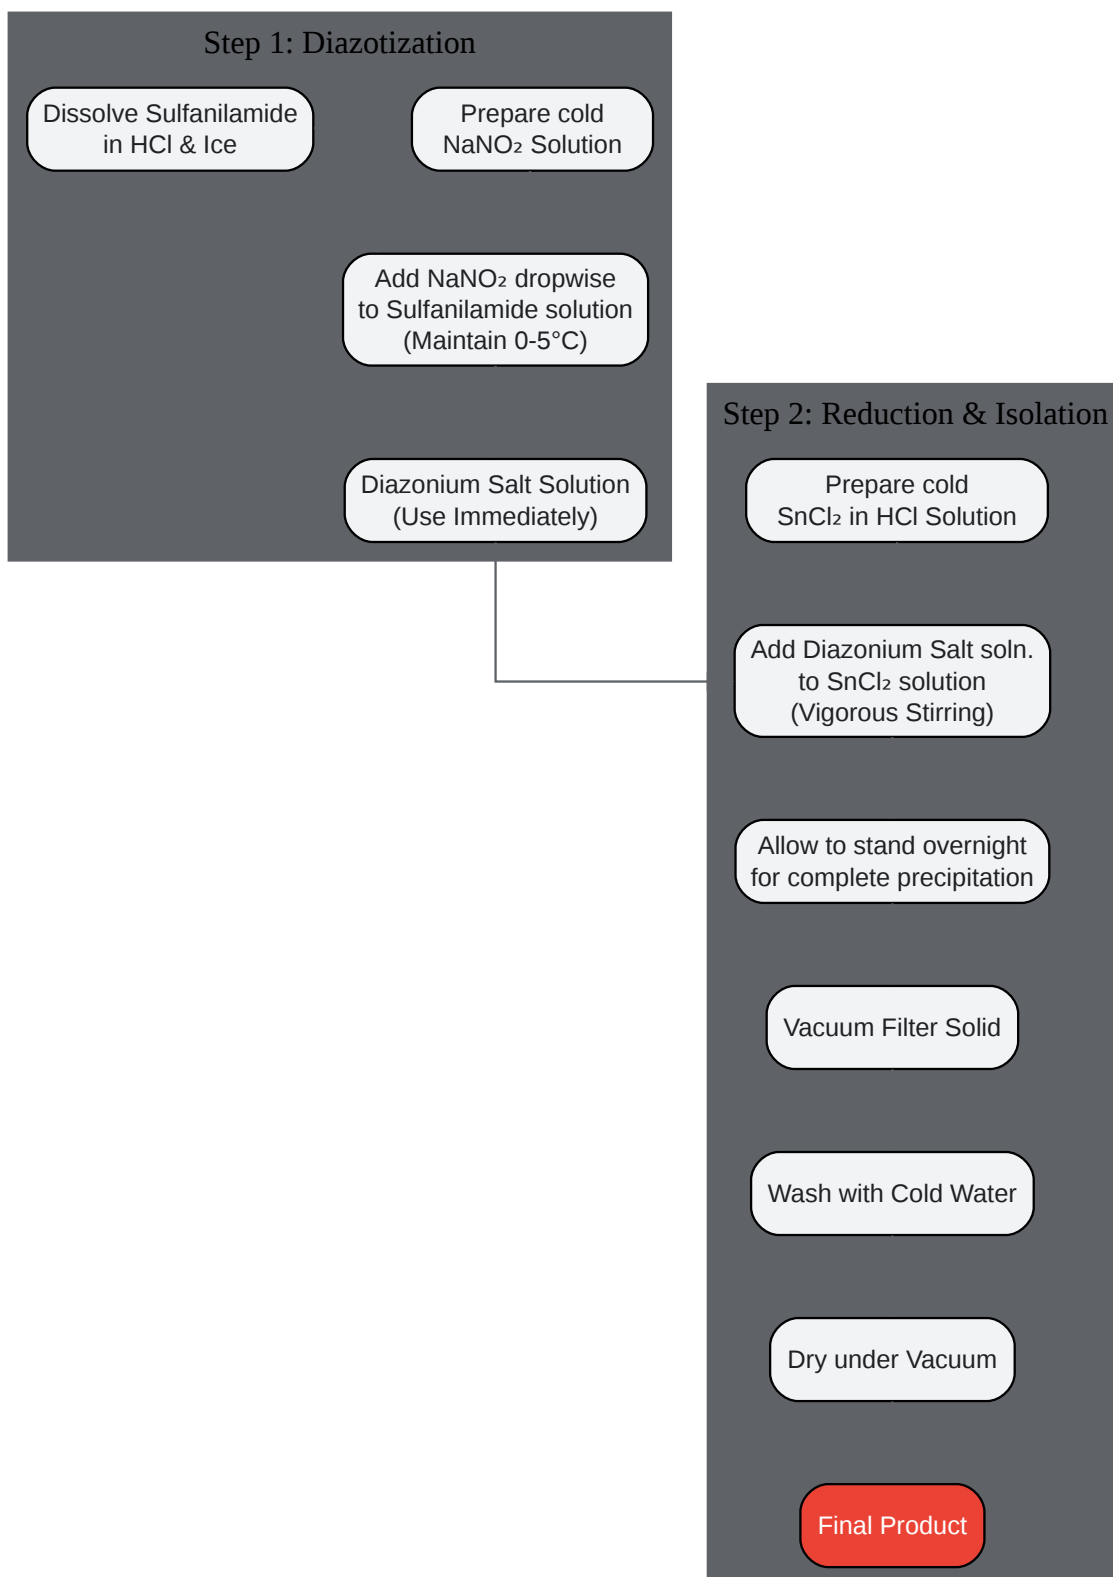 Step 1: Diazotization
Dissolve Sulfanilamide
in HCl & Ice
Prepare cold
NaNO₂ Solution
Add NaNO₂ dropwise
to Sulfanilamide solution
(Maintain 0-5°C)
Diazonium Salt Solution
(Use Immediately)
Step 2: Reduction & Isolation
Prepare cold
SnCl₂ in HCl Solution
Add Diazonium Salt soln.
to SnCl₂ solution
(Vigorous Stirring)
Allow to stand overnight
for complete precipitation
Vacuum Filter Solid
Wash with Cold Water
Dry under Vacuum
Final Product